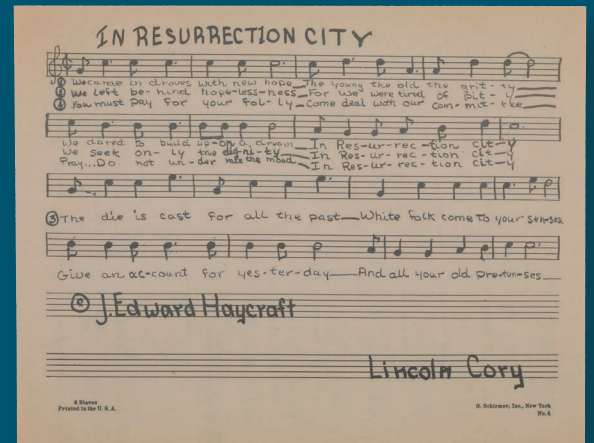 IN RESURRECTION CITY
① We came in droves with new hope The young the old the grit-ty
② We left be-hind hope-less-ness For we were tired of pit-y
④ You must pay for your fol-ly Come deal with our com-mit-tee
We dared to build up-on a dream In Res-ur-rec-tion cit-y
We seek on-ly true dig-ni-ty In Res-ur-rec-tion cit-y
Pray...Do not un-der rate the mood In Res-ur-rec-tion cit-y
③ The die is cast for all the past White folk come to your sen-ses
Give an ac-count for yes-ter-day And all your old pre-ten-ses
© J. Edward Haycraft
Lincoln Cory
6 Staves
Printed in the U. S. A.
G. Schirmer, Inc., New York
No. 4